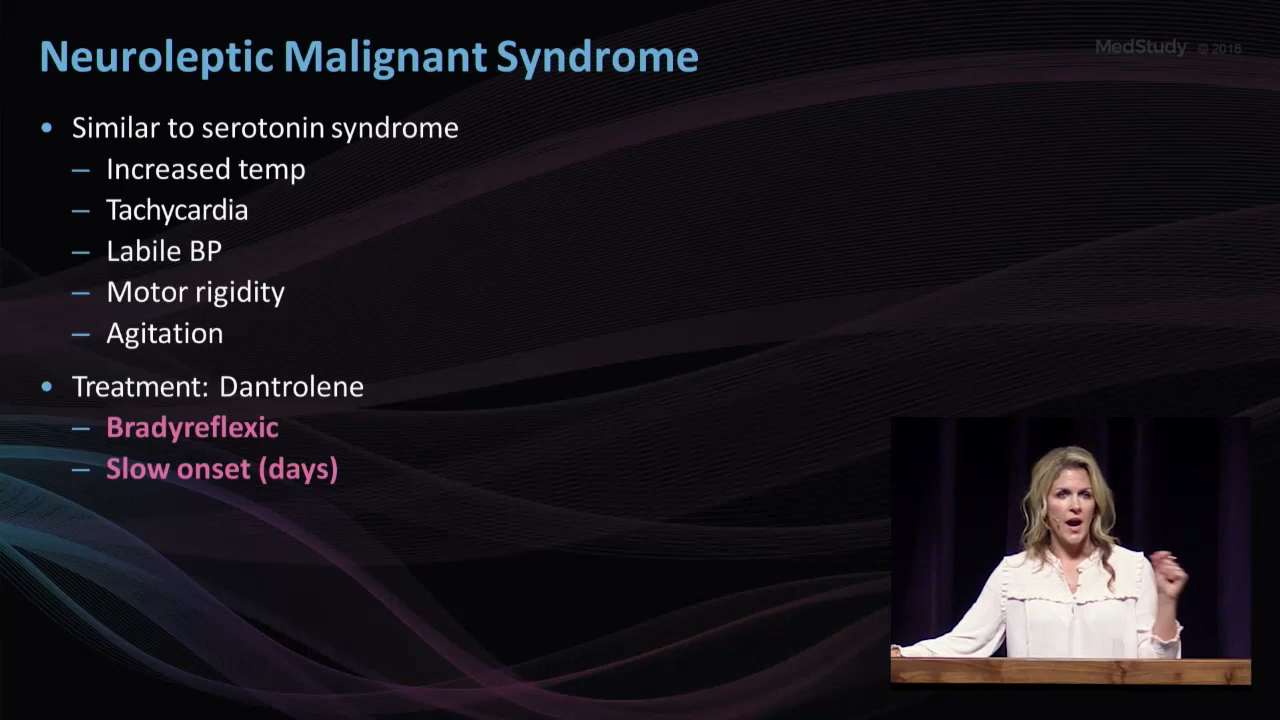 Neuroleptic Malignant Syndrome
MedStudy © 2018
• Similar to serotonin syndrome
– Increased temp
– Tachycardia
– Labile BP
– Motor rigidity
– Agitation
• Treatment: Dantrolene
– Bradyreflexic
– Slow onset (days)